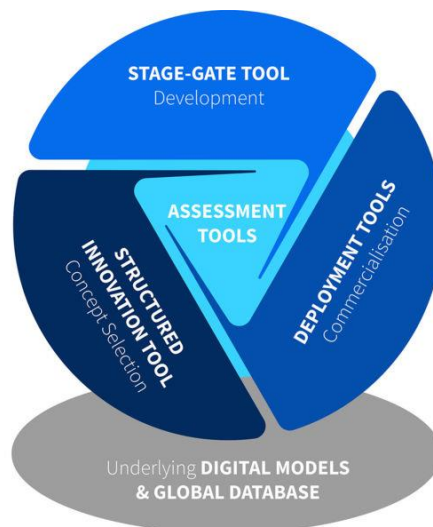 STAGE-GATE TOOL
Development
ASSESSMENT
TOOLS
DEPLOYMENT TOOLS
Commercialisation
STRUCTURED
INNOVATION TOOL
Concept Selection
Underlying DIGITAL MODELS
& GLOBAL DATABASE